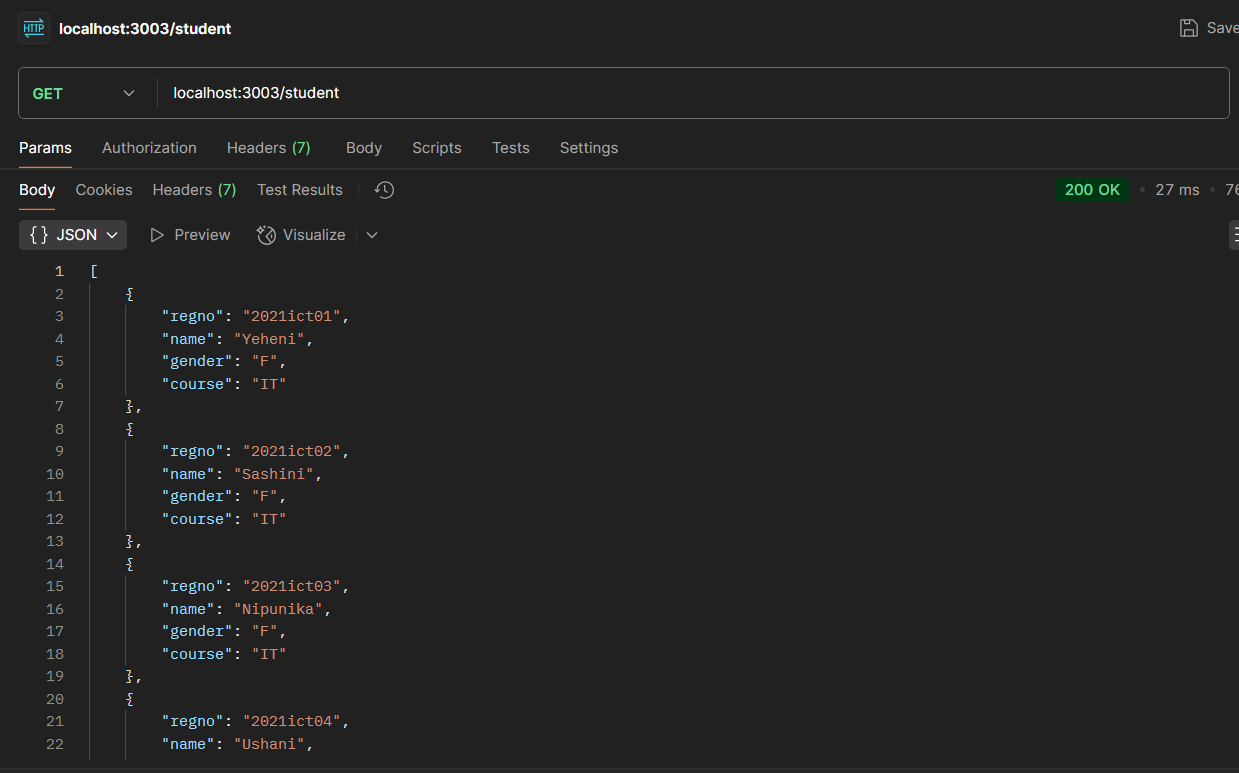 HTTP localhost:3003/student Save
GET localhost:3003/student
Params Authorization Headers (7) Body Scripts Tests Settings
Body Cookies Headers (7) Test Results 200 OK • 27 ms • 76
{} JSON Preview Visualize
1 [
2 {
3 "regno": "2021ict01",
4 "name": "Yeheni",
5 "gender": "F",
6 "course": "IT"
7 },
8 {
9 "regno": "2021ict02",
10 "name": "Sashini",
11 "gender": "F",
12 "course": "IT"
13 },
14 {
15 "regno": "2021ict03",
16 "name": "Nipunika",
17 "gender": "F",
18 "course": "IT"
19 },
20 {
21 "regno": "2021ict04",
22 "name": "Ushani",